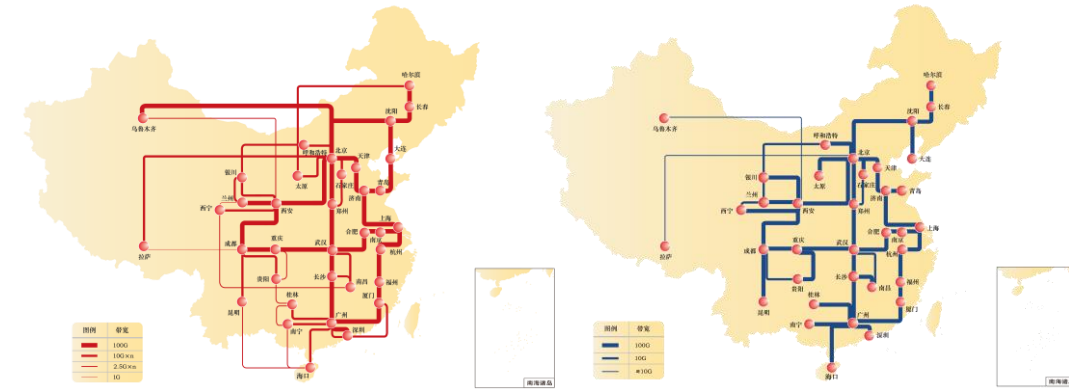 哈尔滨
长春
沈阳
乌鲁木齐
呼和浩特
北京
天津
大连
银川
太原
石家庄
济南
青岛
兰州
西宁
西安
郑州
上海
合肥
南京
成都
重庆
武汉
杭州
拉萨
贵阳
长沙
南昌
福州
桂林
厦门
昆明
广州
南宁
深圳
海口
图例 带宽
100G
10G×n
2.5G×n
1G
南海诸岛
哈尔滨
长春
沈阳
乌鲁木齐
呼和浩特
北京
大连
天津
银川
太原
石家庄
济南
青岛
兰州
西宁
西安
郑州
合肥
南京
上海
成都
重庆
武汉
杭州
拉萨
贵阳
长沙
南昌
福州
桂林
厦门
昆明
广州
南宁
深圳
海口
图例 带宽
100G
10G
#10G
南海诸岛